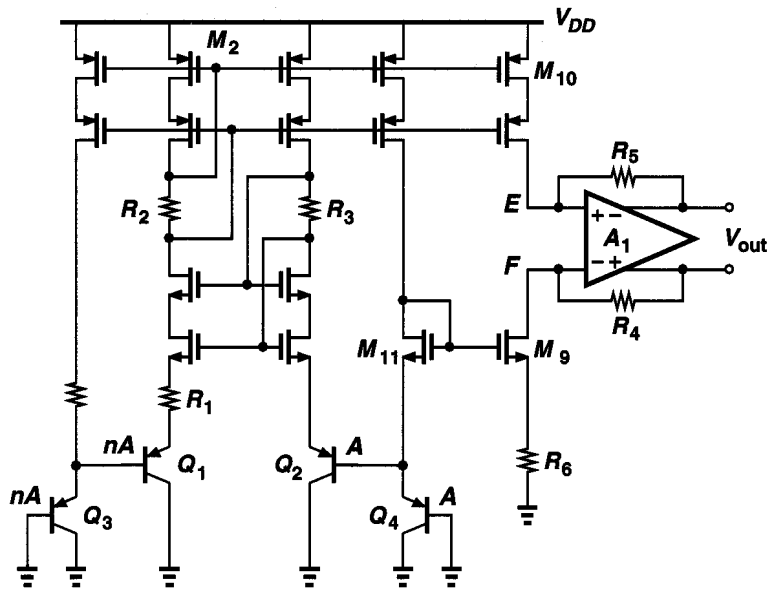 V_DD
M_2
M_10
R_5
R_2
R_3
E
+ −
A_1
V_out
F
− +
R_4
M_11
M_9
R_1
nA
A
Q_1
Q_2
R_6
nA
Q_3
Q_4
A